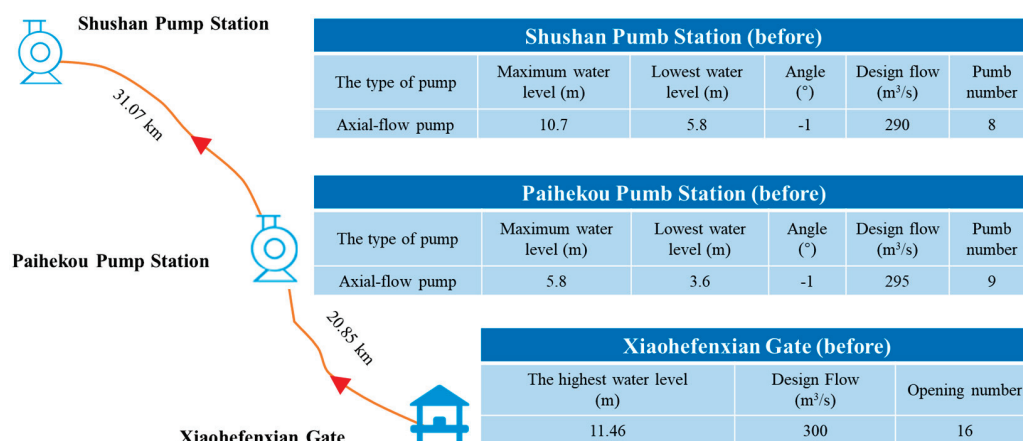 Shushan Pump Station
31.07 km
Shushan Pumb Station (before)
The type of pump
Maximum water
level (m)
Lowest water
level (m)
Angle
(°)
Design flow
(m³/s)
Pumb
number
Axial-flow pump
10.7
5.8
-1
290
8
Paihekou Pump Station
Paihekou Pumb Station (before)
The type of pump
Maximum water
level (m)
Lowest water
level (m)
Angle
(°)
Design flow
(m³/s)
Pumb
number
Axial-flow pump
5.8
3.6
-1
295
9
20.85 km
Xiaohefenxian Gate (before)
The highest water level
(m)
Design Flow
(m³/s)
Opening number
11.46
300
16
Xiaohefenxian Gate